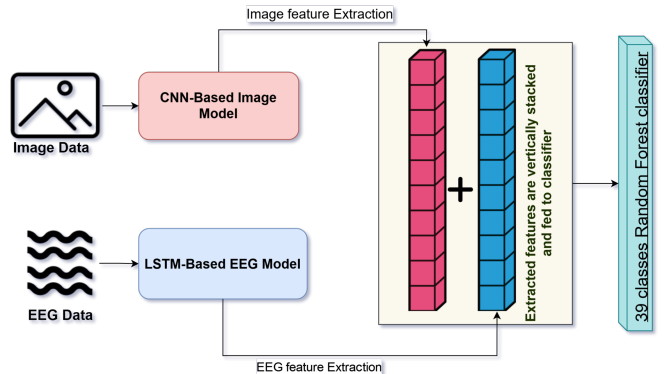 Image feature Extraction
CNN-Based Image
Model
Image Data
LSTM-Based EEG Model
EEG Data
EEG feature Extraction
+
Extracted features are vertically stacked
and fed to classifier
39 classes Random Forest classifier